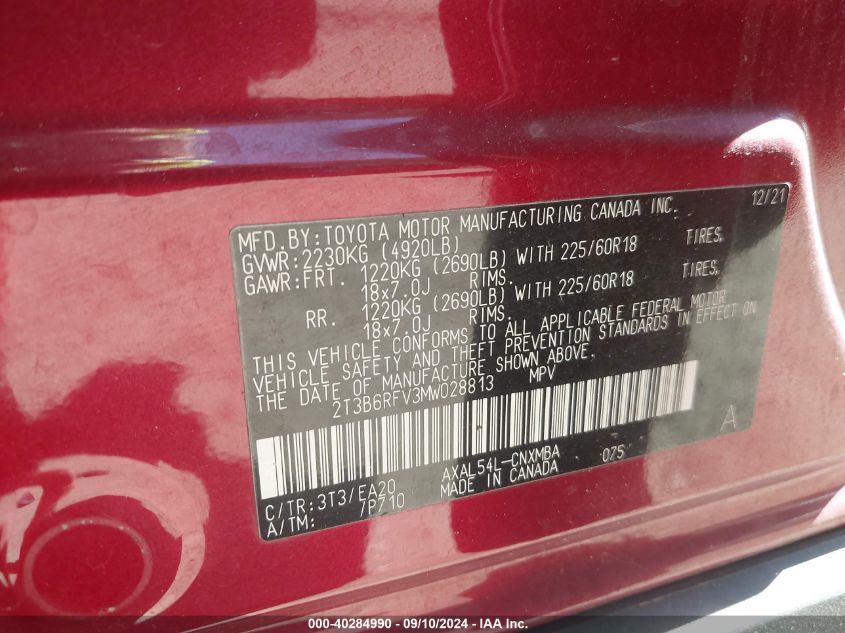 MFD.BY:TOYOTA MOTOR MANUFACTURING CANADA INC. 12/21
GVWR:2230KG (4920LB)
GAWR:FRT. 1220KG (2690LB) WITH 225/60R18 TIRES,
18x7.0J RIMS.
RR. 1220KG (2690LB) WITH 225/60R18 TIRES,
18x7.0J RIMS.
THIS VEHICLE CONFORMS TO ALL APPLICABLE FEDERAL MOTOR
VEHICLE SAFETY AND THEFT PREVENTION STANDARDS IN EFFECT ON
THE DATE OF MANUFACTURE SHOWN ABOVE.
2T3B6RFV3MW028813 MPV
A
C/TR:3T3/EA20 AXAL54L-CNXMBA 075
A/TM: 7P710 MADE IN CANADA
000-40284990 - 09/10/2024 - IAA Inc.